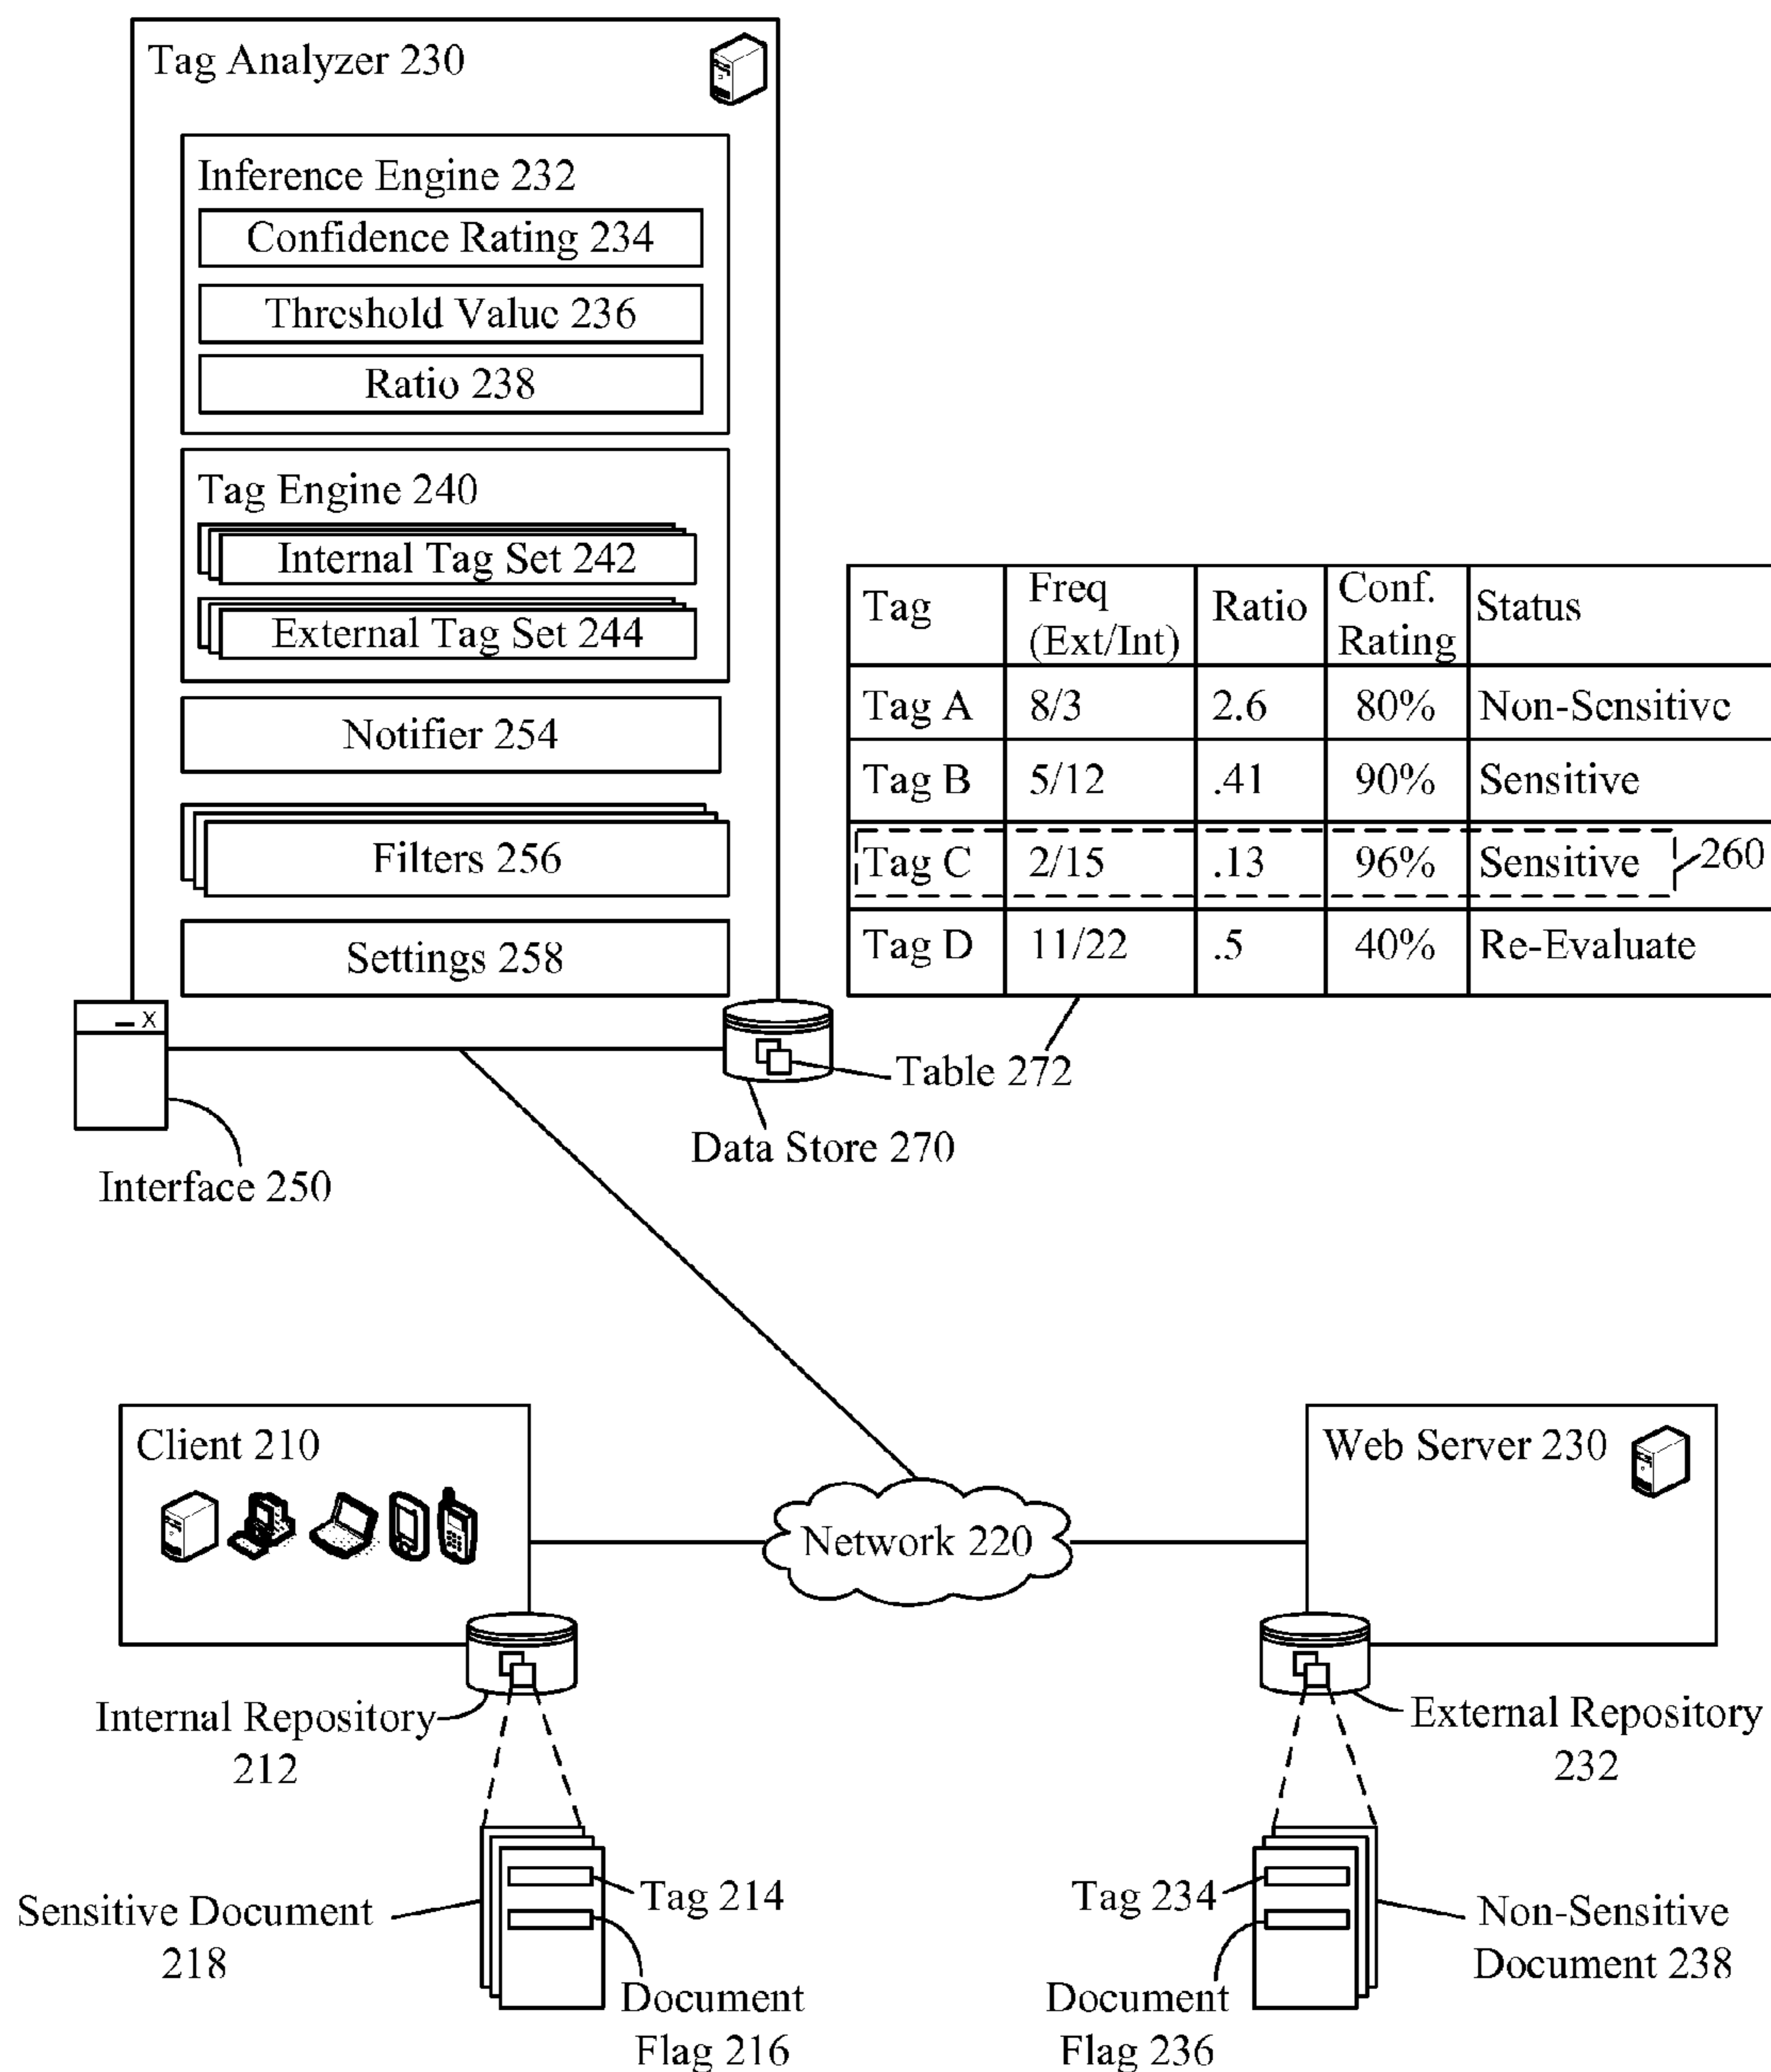 Tag Analyzer 230
Inference Engine 232
Confidence Rating 234
Threshold Value 236
Ratio 238
Tag Engine 240
Internal Tag Set 242
External Tag Set 244
Notifier 254
Filters 256
Settings 258
Tag Freq (Ext/Int) Ratio Conf. Rating Status
Tag A 8/3 2.6 80% Non-Sensitive
Tag B 5/12 .41 90% Sensitive
Tag C 2/15 .13 96% Sensitive 260
Tag D 11/22 .5 40% Re-Evaluate
X
Table 272
Data Store 270
Interface 250
Client 210
Web Server 230
Network 220
Internal Repository
212
External Repository
232
Tag 214
Sensitive Document
218
Document
Flag 216
Tag 234
Non-Sensitive
Document 238
Document
Flag 236